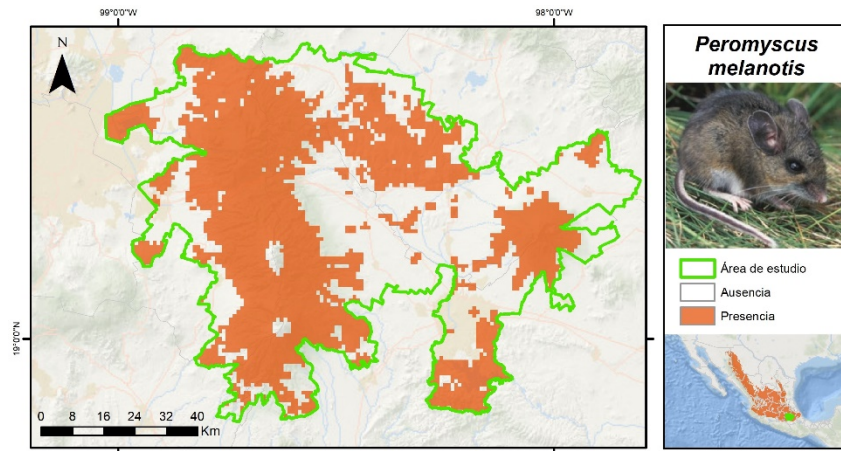 99°0'0"W
98°0'0"W
N
19°0'0"N
0 8 16 24 32 40
Km
Peromyscus
melanotis
Área de estudio
Ausencia
Presencia